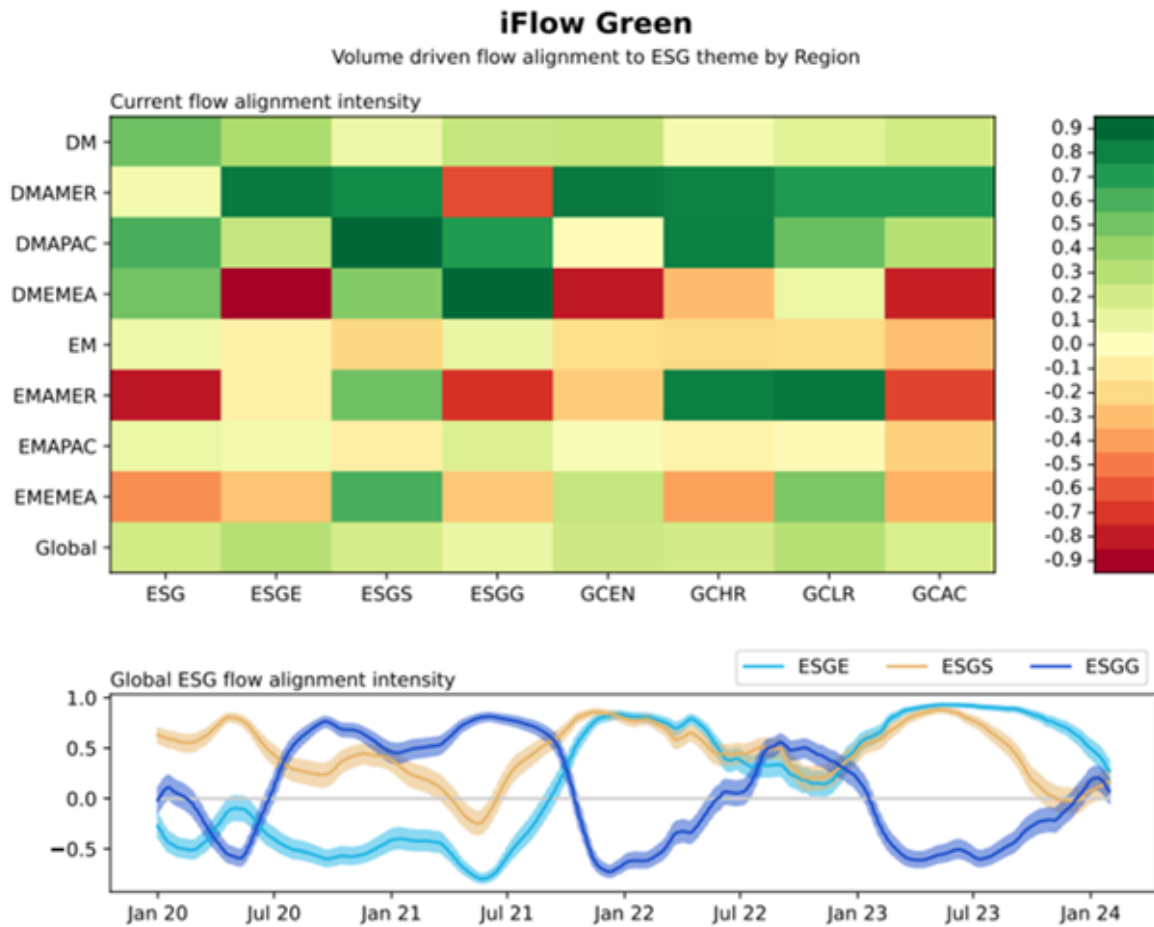 iFlow Green
Volume driven flow alignment to ESG theme by Region
Current flow alignment intensity
DM
DMAMER
DMAPAC
DMEMEA
EM
EMAMER
EMAPAC
EMEMEA
Global
ESG ESGE ESGS ESGG GCEN GCHR GCLR GCAC
0.9
0.8
0.7
0.6
0.5
0.4
0.3
0.2
0.1
0.0
-0.1
-0.2
-0.3
-0.4
-0.5
-0.6
-0.7
-0.8
-0.9
Global ESG flow alignment intensity
ESGE ESGS ESGG
1.0
0.5
0.0
−0.5
Jan 20 Jul 20 Jan 21 Jul 21 Jan 22 Jul 22 Jan 23 Jul 23 Jan 24